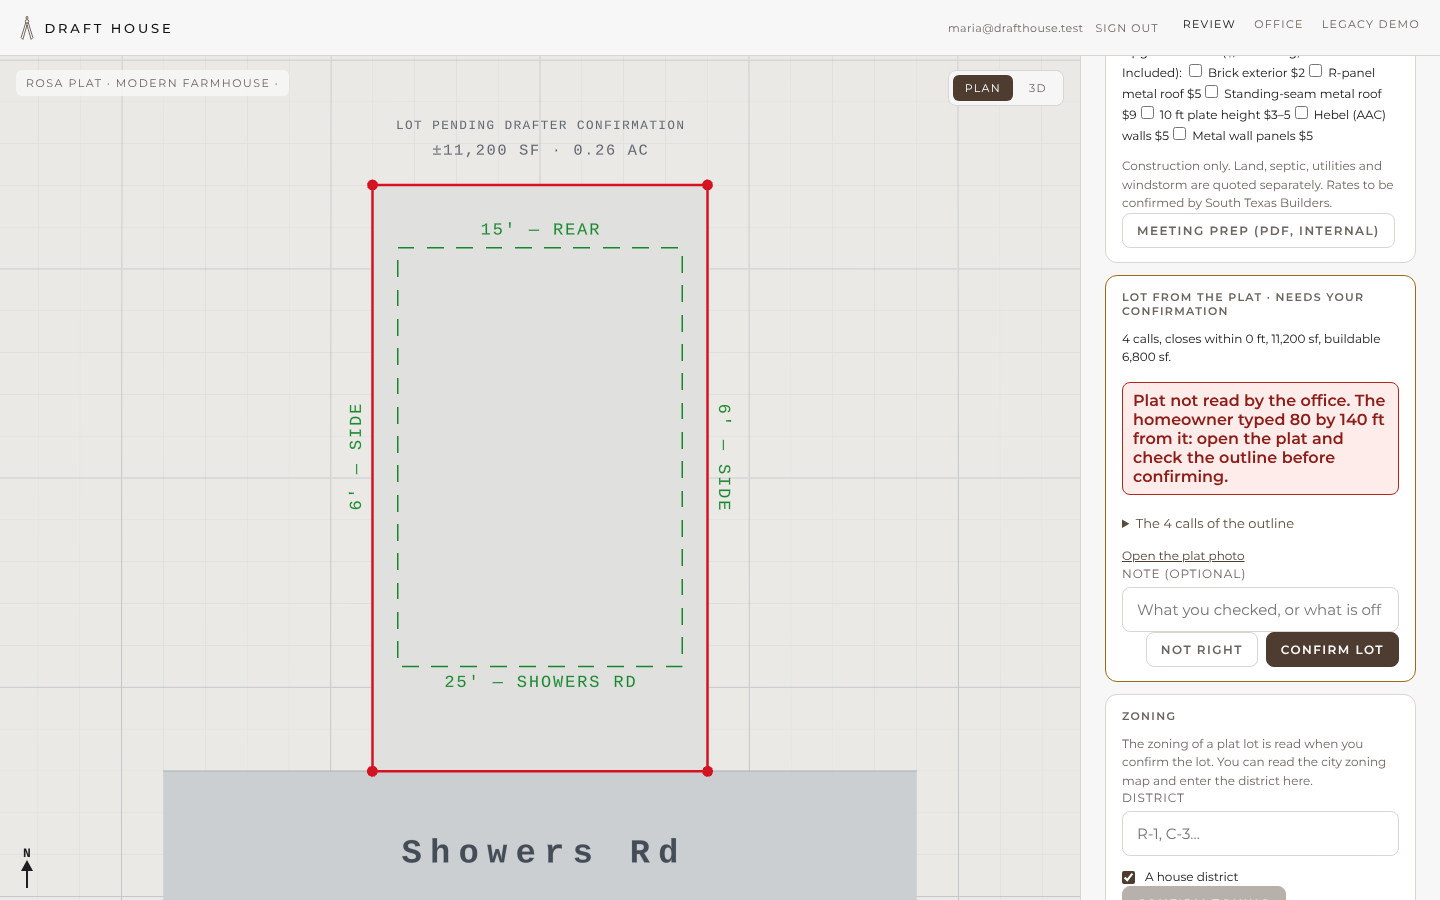 DRAFT HOUSE
maria@drafthouse.test SIGN OUT REVIEW OFFICE LEGACY DEMO
ROSA PLAT · MODERN FARMHOUSE ·
PLAN 3D
LOT PENDING DRAFTER CONFIRMATION
±11,200 SF · 0.26 AC
15' — REAR
6' — SIDE
6' — SIDE
25' — SHOWERS RD
Showers Rd
N
Included): Brick exterior $2 R-panel
metal roof $5 Standing-seam metal roof
$9 10 ft plate height $3–5 Hebel (AAC)
walls $5 Metal wall panels $5
Construction only. Land, septic, utilities and
windstorm are quoted separately. Rates to be
confirmed by South Texas Builders.
MEETING PREP (PDF, INTERNAL)
LOT FROM THE PLAT · NEEDS YOUR
CONFIRMATION
4 calls, closes within 0 ft, 11,200 sf, buildable
6,800 sf.
Plat not read by the office. The
homeowner typed 80 by 140 ft
from it: open the plat and
check the outline before
confirming.
The 4 calls of the outline
Open the plat photo
NOTE (OPTIONAL)
What you checked, or what is off
NOT RIGHT CONFIRM LOT
ZONING
The zoning of a plat lot is read when you
confirm the lot. You can read the city zoning
map and enter the district here.
DISTRICT
R-1, C-3...
A house district